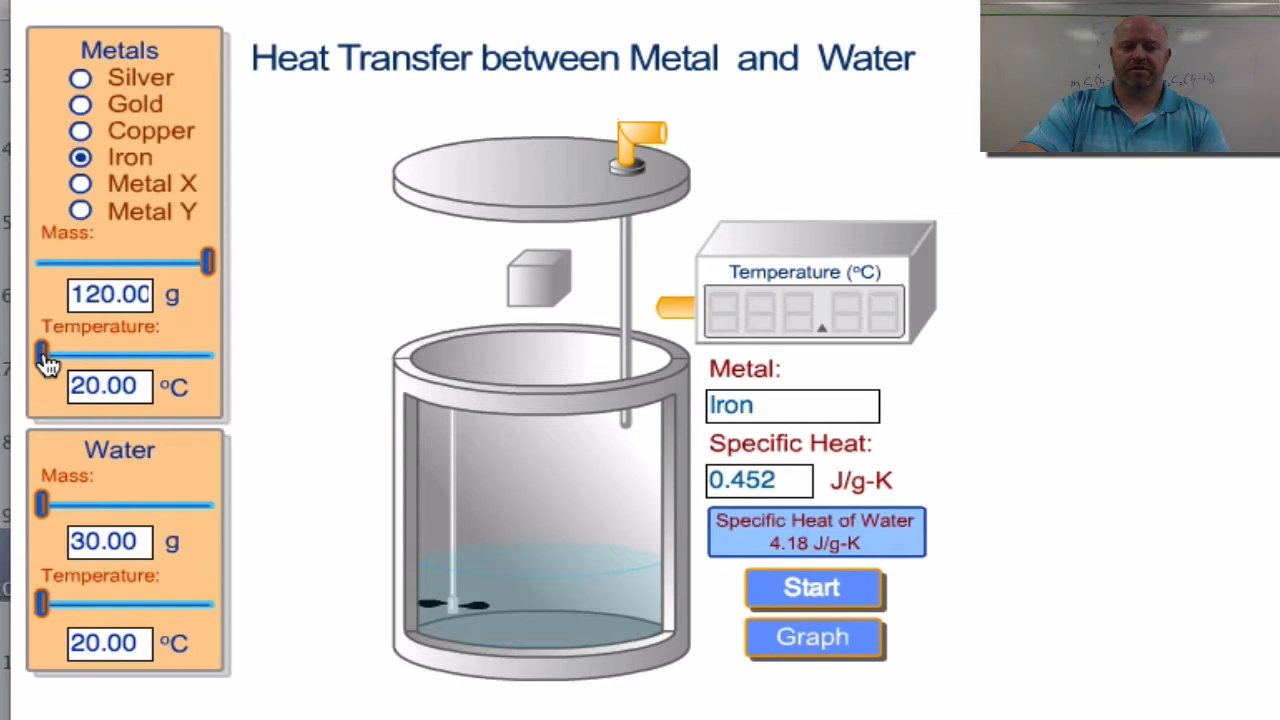 Heat Transfer between Metal and Water
Metals
Silver
Gold
Copper
Iron
Metal X
Metal Y
Mass:
120.00 g
Temperature:
20.00 °C
Water
Mass:
30.00 g
Temperature:
20.00 °C
Temperature (°C)
Metal:
Iron
Specific Heat:
0.452 J/g-K
Specific Heat of Water
4.18 J/g-K
Start
Graph